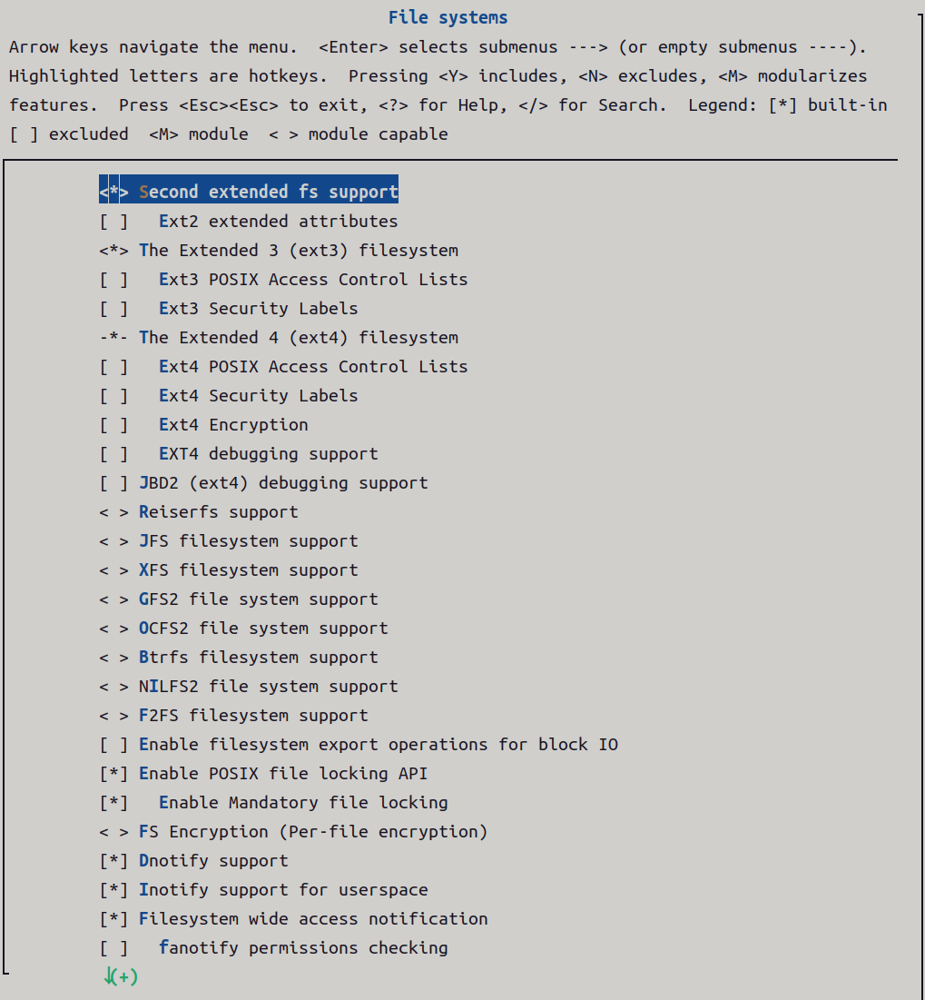 File systems
Arrow keys navigate the menu.  <Enter> selects submenus ---> (or empty submenus ----).
Highlighted letters are hotkeys.  Pressing <Y> includes, <N> excludes, <M> modularizes
features.  Press <Esc><Esc> to exit, <?> for Help, </> for Search.  Legend: [*] built-in
[ ] excluded  <M> module  < > module capable
<*> Second extended fs support
[ ]   Ext2 extended attributes
<*> The Extended 3 (ext3) filesystem
[ ]   Ext3 POSIX Access Control Lists
[ ]   Ext3 Security Labels
-*- The Extended 4 (ext4) filesystem
[ ]   Ext4 POSIX Access Control Lists
[ ]   Ext4 Security Labels
[ ]   Ext4 Encryption
[ ]   EXT4 debugging support
[ ] JBD2 (ext4) debugging support
< > Reiserfs support
< > JFS filesystem support
< > XFS filesystem support
< > GFS2 file system support
< > OCFS2 file system support
< > Btrfs filesystem support
< > NILFS2 file system support
< > F2FS filesystem support
[ ] Enable filesystem export operations for block IO
[*] Enable POSIX file locking API
[*]   Enable Mandatory file locking
< > FS Encryption (Per-file encryption)
[*] Dnotify support
[*] Inotify support for userspace
[*] Filesystem wide access notification
[ ]   fanotify permissions checking
↓(+)